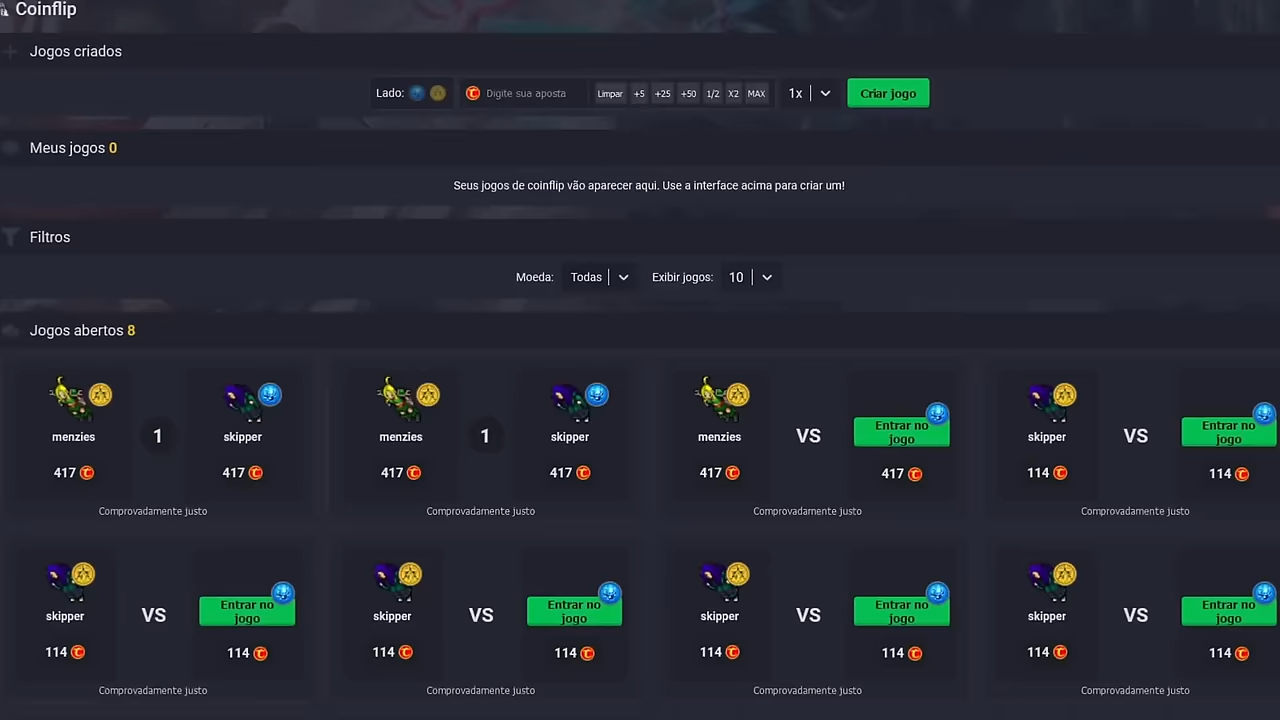 Coinflip
Jogos criados
Lado: Digite sua aposta Limpar +5 +25 +50 1/2 X2 MAX 1x Criar jogo
Meus jogos 0
Seus jogos de coinflip vão aparecer aqui. Use a interface acima para criar um!
Filtros
Moeda: Todas Exibir jogos: 10
Jogos abertos 8
menzies 1 skipper
417 417
Comprovadamente justo
menzies 1 skipper
417 417
Comprovadamente justo
menzies VS Entrar no
jogo
417 417
Comprovadamente justo
skipper VS Entrar no
jogo
114 114
Comprovadamente justo
skipper VS Entrar no
jogo
114 114
Comprovadamente justo
skipper VS Entrar no
jogo
114 114
Comprovadamente justo
skipper VS Entrar no
jogo
114 114
Comprovadamente justo
skipper VS Entrar no
jogo
114 114
Comprovadamente justo